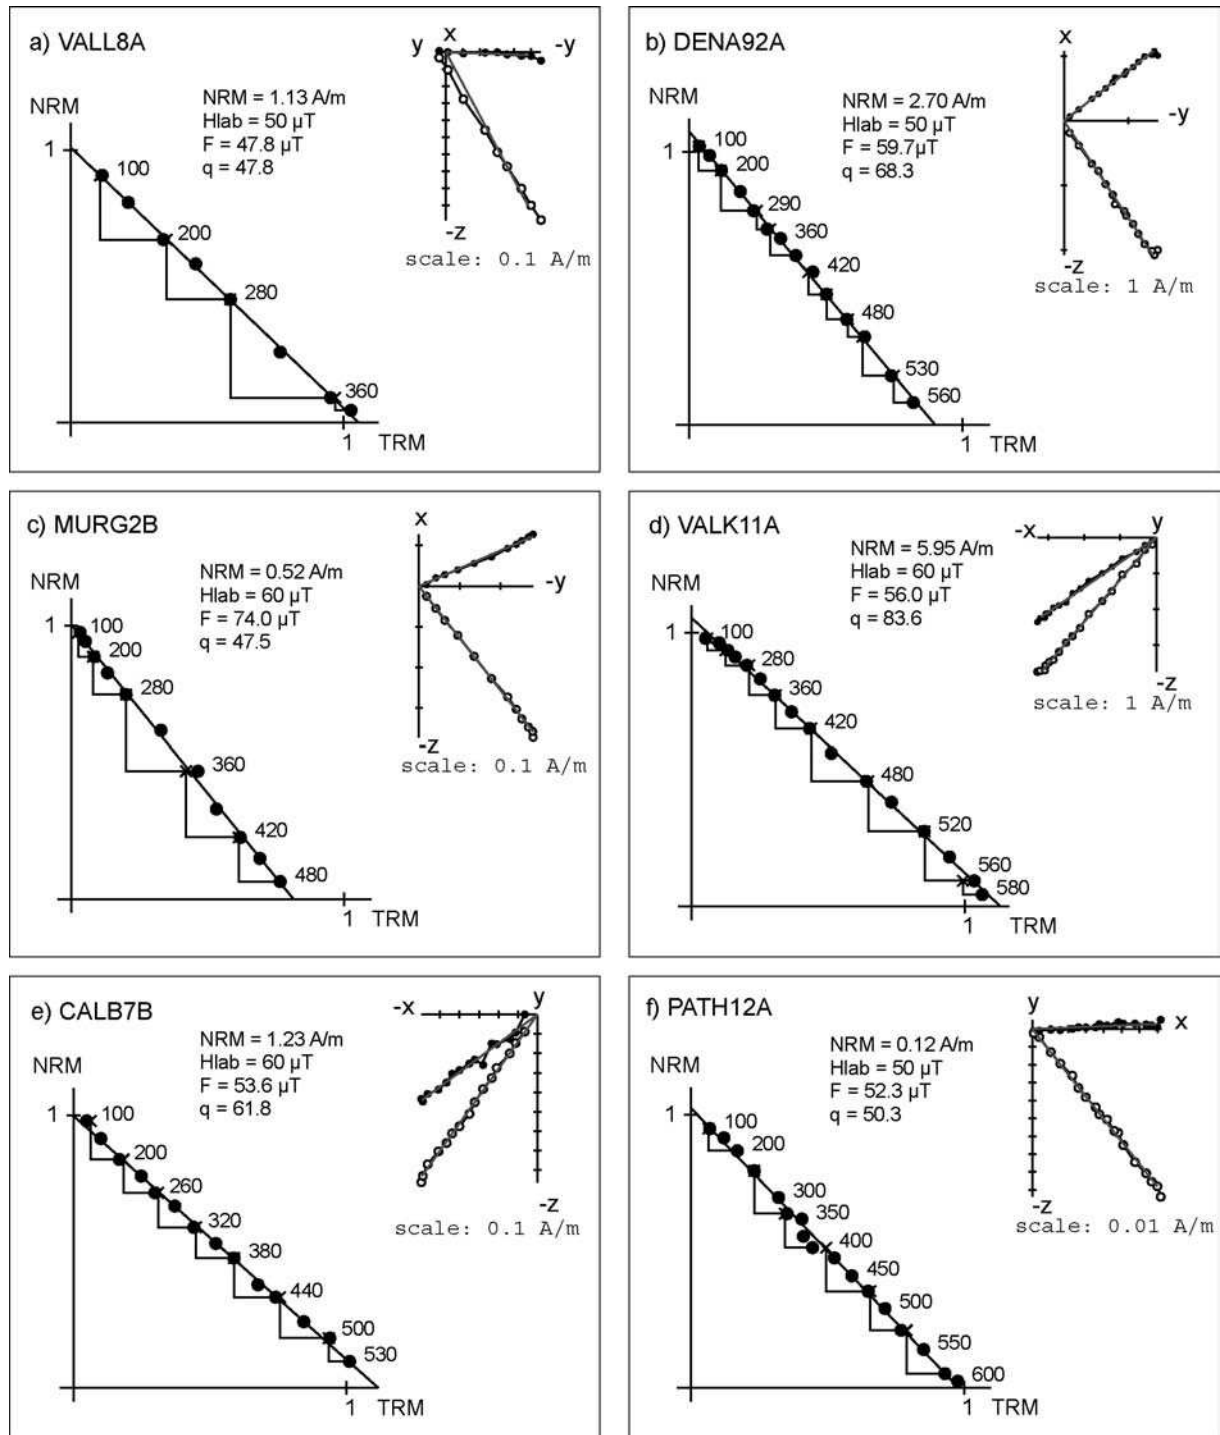 a) VALL8A
NRM
NRM = 1.13 A/m
Hlab = 50 µT
F = 47.8 µT
q = 47.8
1
100
200
280
360
1
TRM
x
y
-y
-z
scale: 0.1 A/m
b) DENA92A
NRM
NRM = 2.70 A/m
Hlab = 50 µT
F = 59.7µT
q = 68.3
1
100
200
290
360
420
480
530
560
1
TRM
x
-y
-z
scale: 1 A/m
c) MURG2B
NRM
NRM = 0.52 A/m
Hlab = 60 µT
F = 74.0 µT
q = 47.5
1
100
200
280
360
420
480
1
TRM
x
-y
-z
scale: 0.1 A/m
d) VALK11A
NRM
NRM = 5.95 A/m
Hlab = 60 µT
F = 56.0 µT
q = 83.6
1
100
280
360
420
480
520
560
580
1
TRM
-x
y
-z
scale: 1 A/m
e) CALB7B
NRM
NRM = 1.23 A/m
Hlab = 60 µT
F = 53.6 µT
q = 61.8
1
100
200
260
320
380
440
500
530
1
TRM
-x
y
-z
scale: 0.1 A/m
f) PATH12A
NRM
NRM = 0.12 A/m
Hlab = 50 µT
F = 52.3 µT
q = 50.3
1
100
200
300
350
400
450
500
550
600
1
TRM
y
x
-z
scale: 0.01 A/m